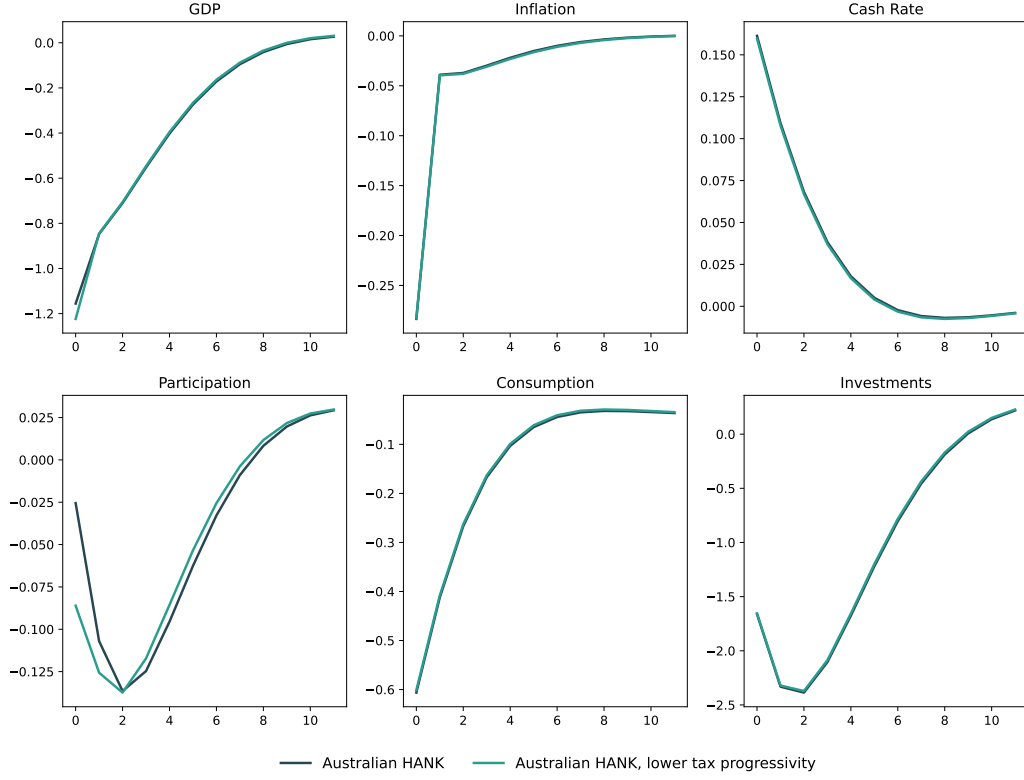 GDP
Inflation
Cash Rate
0.0
−0.2
−0.4
−0.6
−0.8
−1.0
−1.2
0 2 4 6 8 10
0.00
−0.05
−0.10
−0.15
−0.20
−0.25
0 2 4 6 8 10
0.150
0.125
0.100
0.075
0.050
0.025
0.000
0 2 4 6 8 10
Participation
Consumption
Investments
0.025
0.000
−0.025
−0.050
−0.075
−0.100
−0.125
0 2 4 6 8 10
−0.1
−0.2
−0.3
−0.4
−0.5
−0.6
0 2 4 6 8 10
0.0
−0.5
−1.0
−1.5
−2.0
−2.5
0 2 4 6 8 10
Australian HANK
Australian HANK, lower tax progressivity